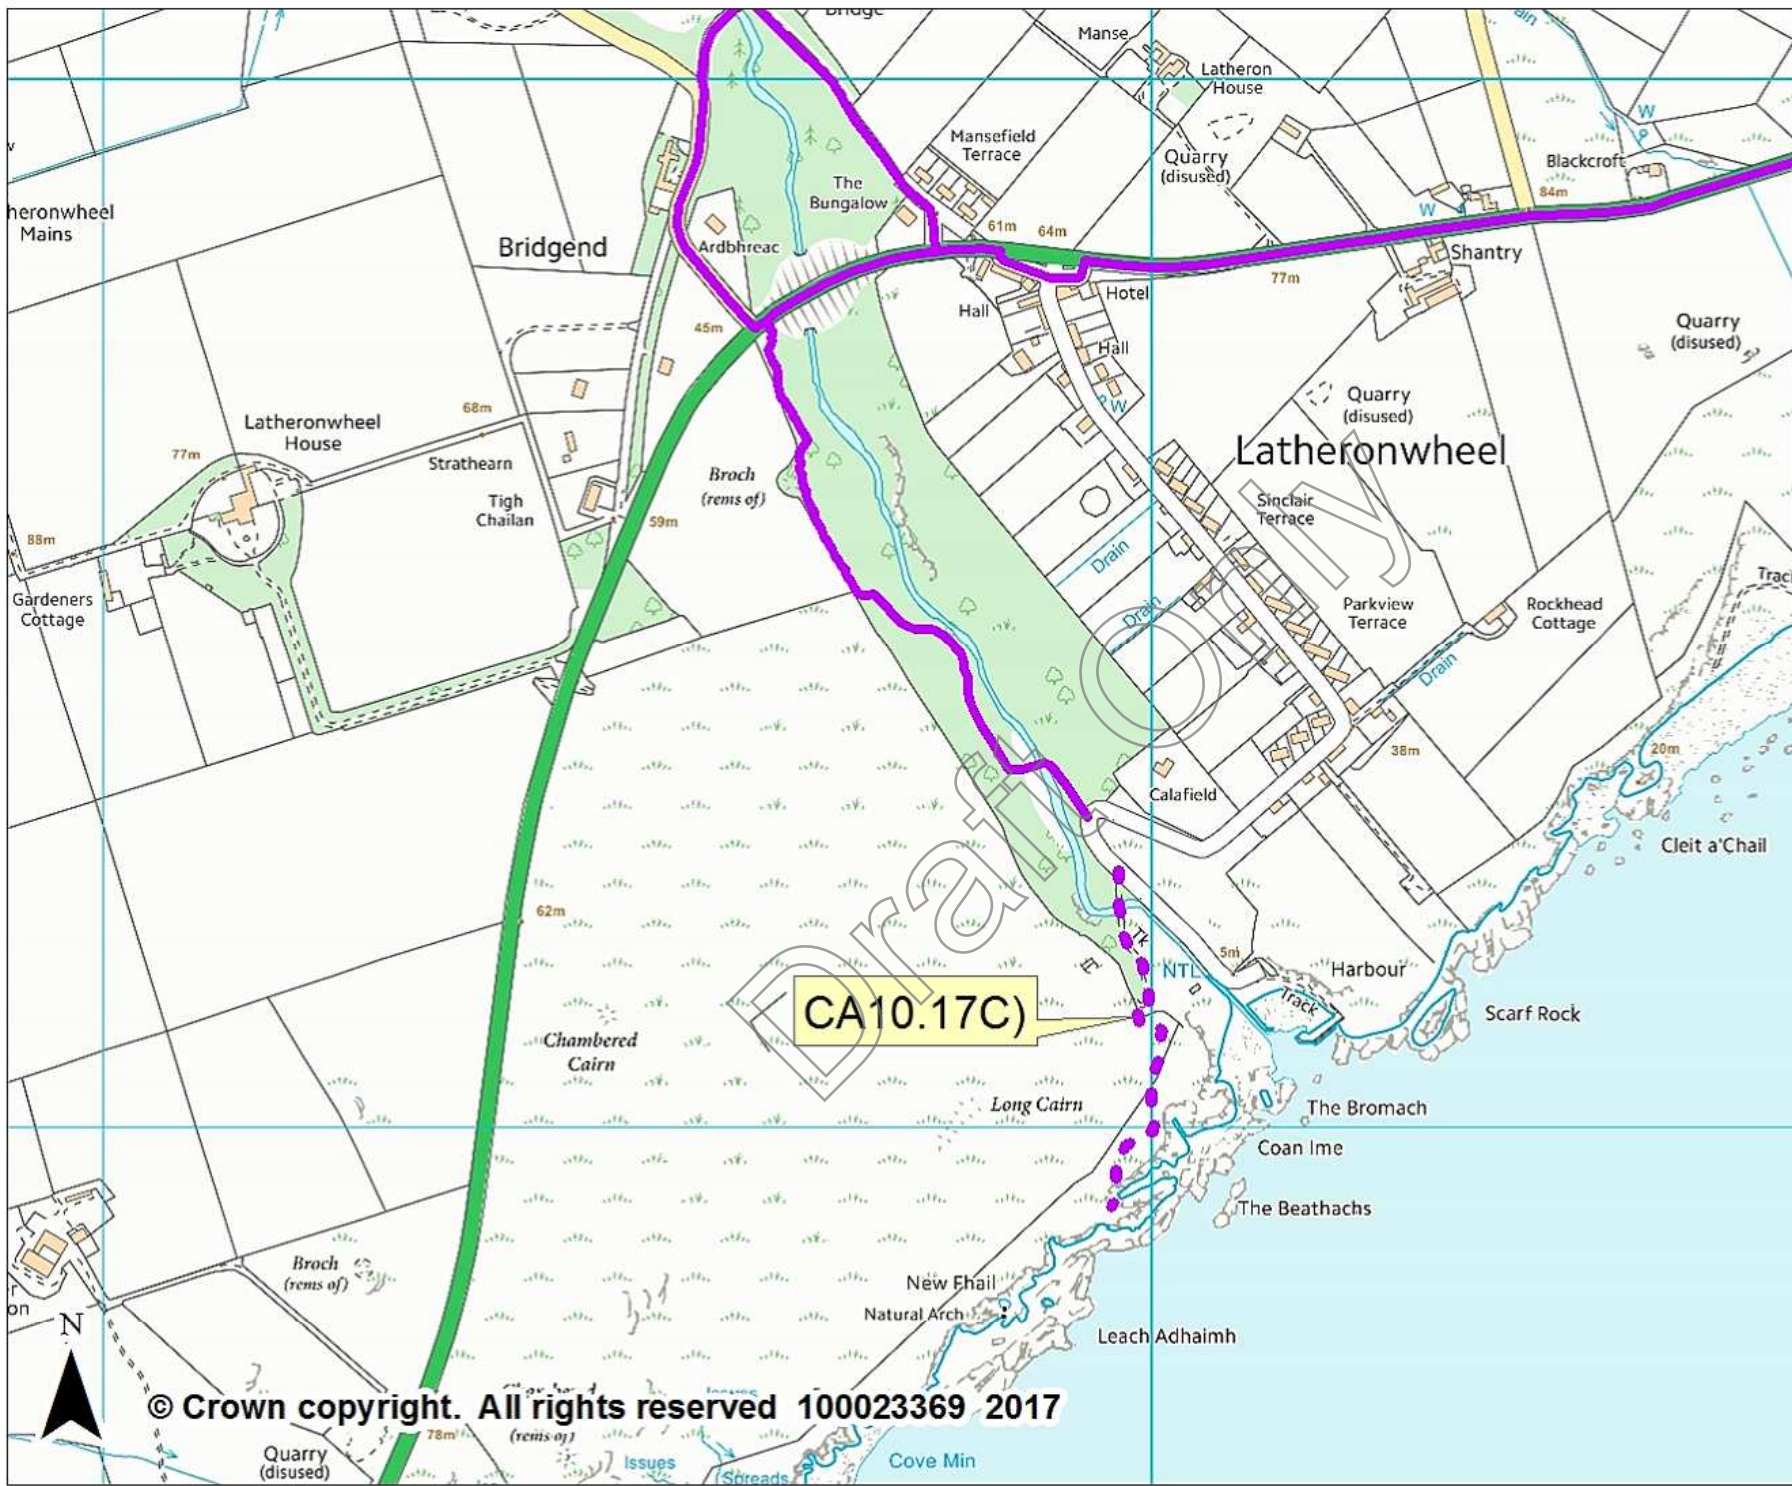 Bridge
Manse
Latheron
House
Mansefield
Terrace
Quarry
(disused)
W
Blackcroft
84m
W
The
Bungalow
heronwheel
Mains
Bridgend
Ardbhreac
61m
64m
Shantry
77m
Hotel
Hall
45m
Hall
Quarry
(disused)
Quarry
(disused)
W
68m
Latheronwheel
House
77m
Strathearn
Latheronwheel
Broch
(rems of)
Tigh
Chailan
59m
Sinclair
Terrace
88m
Drain
Gardeners
Cottage
Drain
Parkview
Terrace
Rockhead
Cottage
Drain
38m
20m
Calafield
Cleit a'Chail
62m
Tk
5m
NTL
Harbour
Track
Scarf Rock
CA10.17C)
Chambered
Cairn
Long Cairn
The Bromach
Coan Ime
The Beathachs
Broch
(rems of)
New Fhail
Natural Arch
Leach Adhaimh
N
© Crown copyright. All rights reserved 100023369 2017
78m
(rems of)
Quarry
(disused)
Issues
Spreads
Cove Min
Draft Only